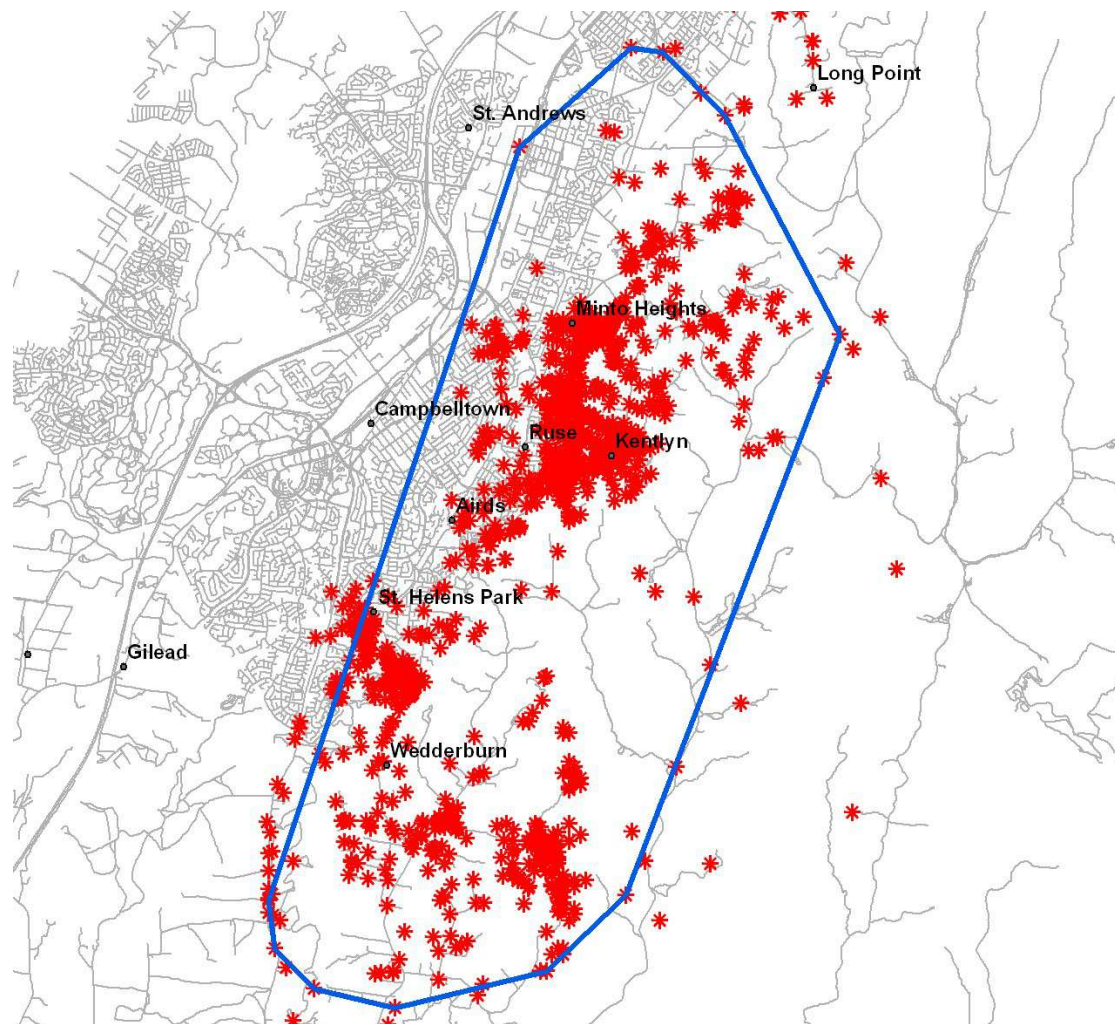 Long Point
St. Andrews
Minto Heights
Campbelltown
Ruse
Kentlyn
Airds
St. Helens Park
Gilead
Wedderburn